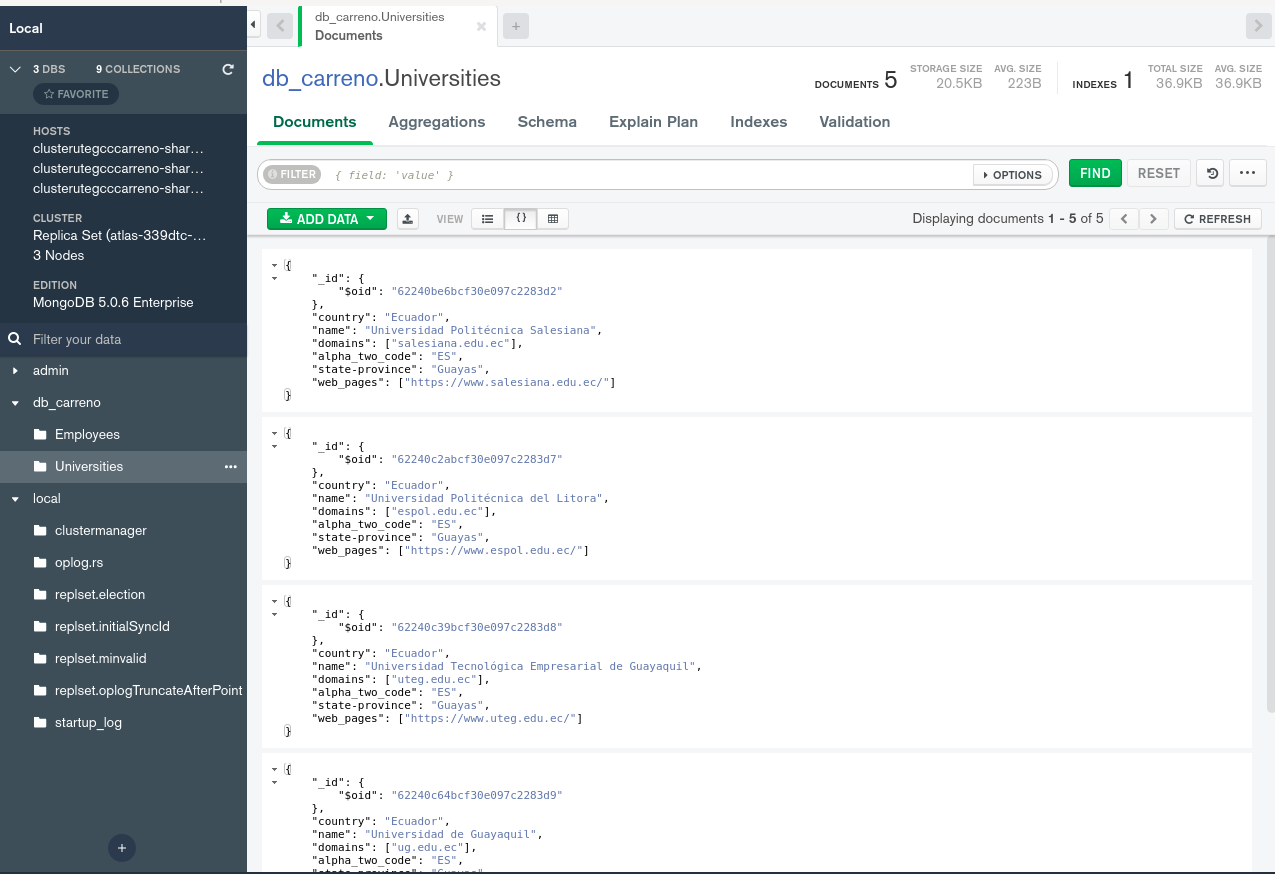 Local
3 DBS 9 COLLECTIONS
FAVORITE
HOSTS
clusterutegcccarreno-shar...
clusterutegcccarreno-shar...
clusterutegcccarreno-shar...
CLUSTER
Replica Set (atlas-339dtc-...
3 Nodes
EDITION
MongoDB 5.0.6 Enterprise
Filter your data
admin
db_carreno
Employees
Universities
local
clustermanager
oplog.rs
replset.election
replset.initialSyncId
replset.minvalid
replset.oplogTruncateAfterPoint
startup_log
db_carreno.Universities
Documents
db_carreno.Universities
DOCUMENTS 5
STORAGE SIZE
20.5KB
AVG. SIZE
223B
INDEXES 1
TOTAL SIZE
36.9KB
AVG. SIZE
36.9KB
Documents Aggregations Schema Explain Plan Indexes Validation
FILTER { field: 'value' } OPTIONS FIND RESET
ADD DATA VIEW {} Displaying documents 1 - 5 of 5 REFRESH
{
"_id": {
"$oid": "62240be6bcf30e097c2283d2"
},
"country": "Ecuador",
"name": "Universidad Politécnica Salesiana",
"domains": ["salesiana.edu.ec"],
"alpha_two_code": "ES",
"state-province": "Guayas",
"web_pages": ["https://www.salesiana.edu.ec/"]
}
{
"_id": {
"$oid": "62240c2abcf30e097c2283d7"
},
"country": "Ecuador",
"name": "Universidad Politécnica del Litora",
"domains": ["espol.edu.ec"],
"alpha_two_code": "ES",
"state-province": "Guayas",
"web_pages": ["https://www.espol.edu.ec/"]
}
{
"_id": {
"$oid": "62240c39bcf30e097c2283d8"
},
"country": "Ecuador",
"name": "Universidad Tecnológica Empresarial de Guayaquil",
"domains": ["uteg.edu.ec"],
"alpha_two_code": "ES",
"state-province": "Guayas",
"web_pages": ["https://www.uteg.edu.ec/"]
}
{
"_id": {
"$oid": "62240c64bcf30e097c2283d9"
},
"country": "Ecuador",
"name": "Universidad de Guayaquil",
"domains": ["ug.edu.ec"],
"alpha_two_code": "ES",
"state-province": "Guayas",